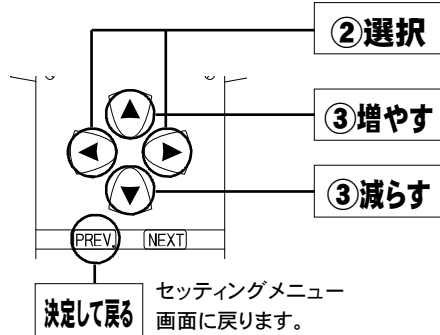 ②選択
③増やす
③減らす
PREV.
NEXT
決定して戻る
セッティングメニュー
画面に戻ります。